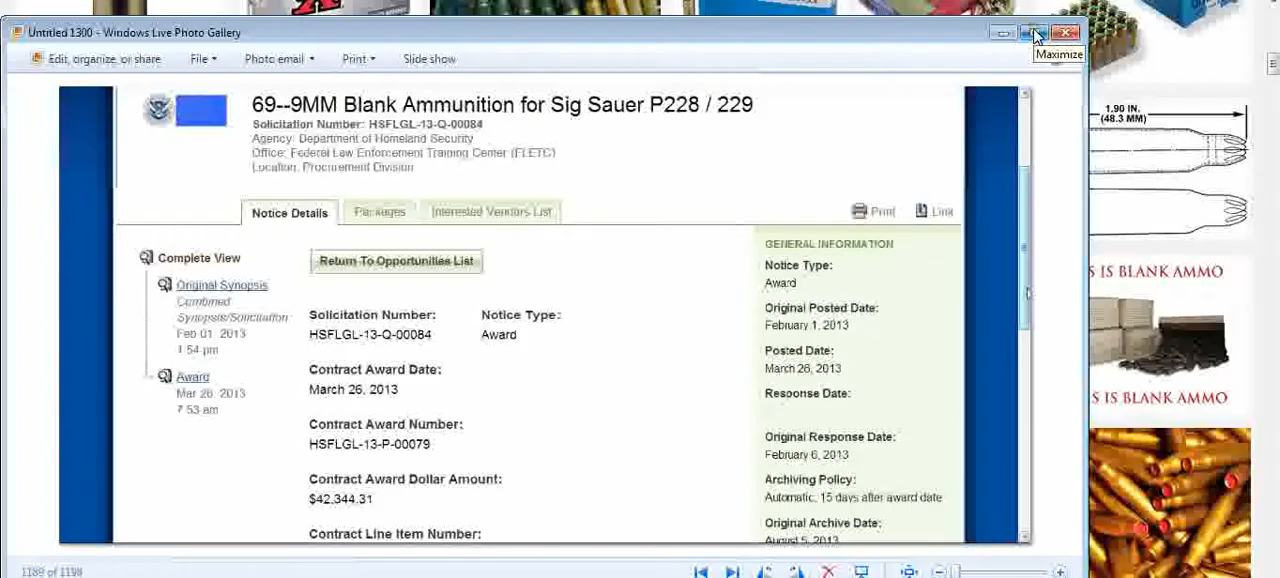 Untitled 1300 - Windows Live Photo Gallery
Maximize
Edit, organize, or share
File
Photo email
Print
Slide show
69--9MM Blank Ammunition for Sig Sauer P228 / 229
Solicitation Number: HSFLGL-13-Q-00084
Agency: Department of Homeland Security
Office: Federal Law Enforcement Training Center (FLETC)
Location: Procurement Division
Notice Details
Packages
Interested Vendors List
Print
Link
Complete View
Original Synopsis
Combined
Synopsis/Solicitation
Feb 01, 2013
1:54 pm
Award
Mar 26, 2013
7:53 am
Return To Opportunities List
Solicitation Number:
HSFLGL-13-Q-00084
Notice Type:
Award
Contract Award Date:
March 26, 2013
Contract Award Number:
HSFLGL-13-P-00079
Contract Award Dollar Amount:
$42,344.31
Contract Line Item Number:
GENERAL INFORMATION
Notice Type:
Award
Original Posted Date:
February 1, 2013
Posted Date:
March 26, 2013
Response Date:
Original Response Date:
February 6, 2013
Archiving Policy:
Automatic, 15 days after award date
Original Archive Date:
August 5, 2013
1189 of 1198
1.90 IN.
(48.3 MM)
S IS BLANK AMMO
S IS BLANK AMMO